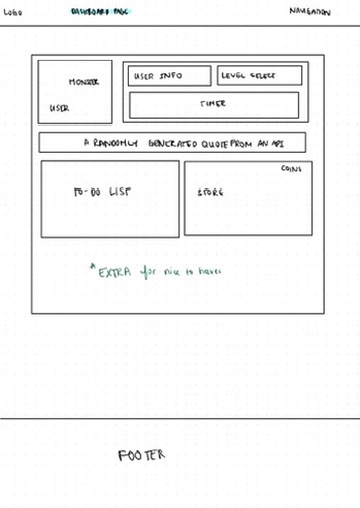 LOGO
DASHBOARD PAGE
NAVIGATION
MONSTER
USER
USER INFO
LEVEL SELECT
TIMER
A RANDOMLY GENERATED QUOTE FROM AN API
TO-DO LIST
COINS
STORE
*EXTRA for nice to haves
FOOTER